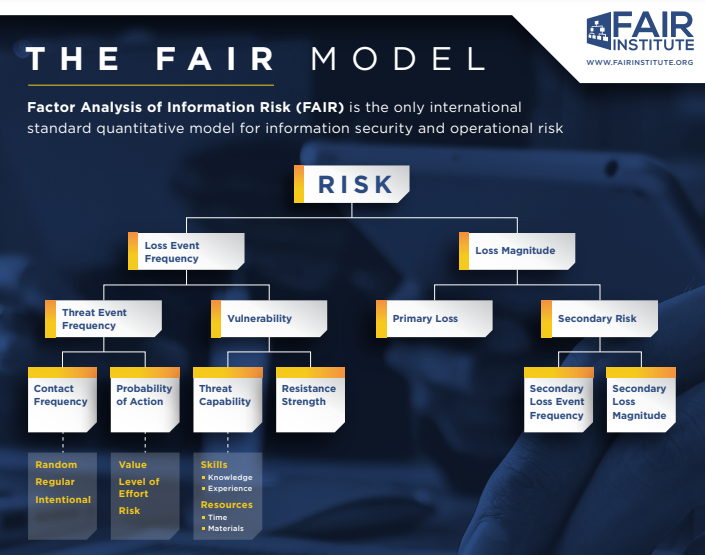 FAIR
INSTITUTE
WWW.FAIRINSTITUTE.ORG
THE FAIR MODEL
Factor Analysis of Information Risk (FAIR) is the only international
standard quantitative model for information security and operational risk
RISK
Loss Event
Frequency
Loss Magnitude
Threat Event
Frequency
Vulnerability
Primary Loss
Secondary Risk
Contact
Frequency
Probability
of Action
Threat
Capability
Resistance
Strength
Secondary
Loss Event
Frequency
Secondary
Loss
Magnitude
Random
Regular
Intentional
Value
Level of
Effort
Risk
Skills
Knowledge
Experience
Resources
Time
Materials